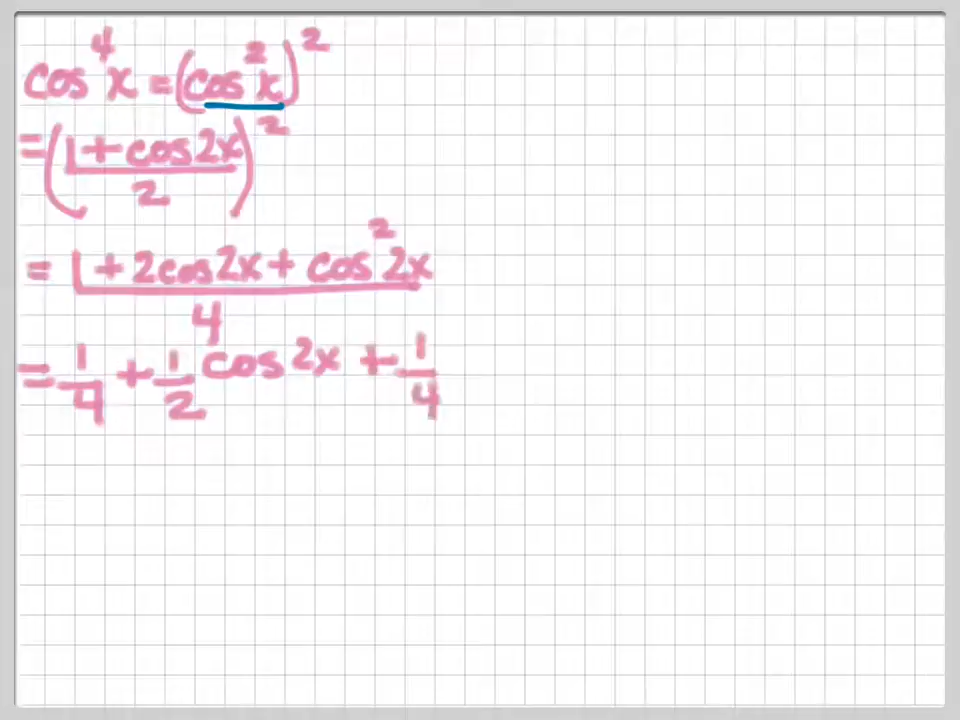 cos⁴x = (cos²x)²
= ((1 + cos2x)/2)²
= (1 + 2cos2x + cos²2x)/4
= 1/4 + 1/2 cos2x + 1/4